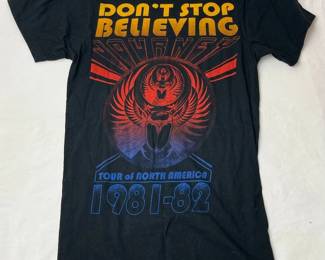 DON'T STOP
BELIEVING
JOURNEY
TOUR of NORTH AMERICA
1981-82